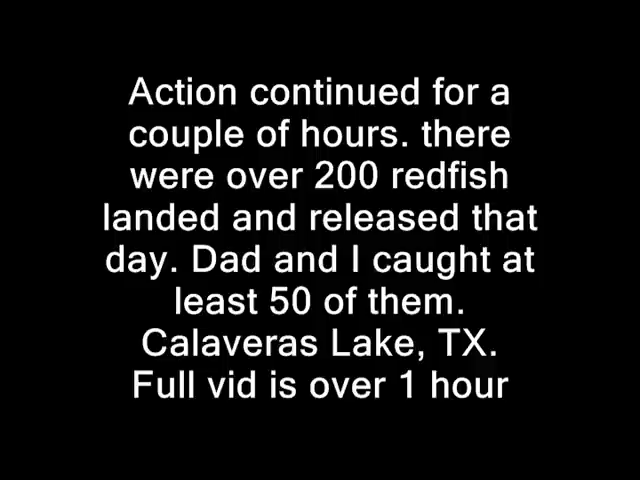 Action continued for a
couple of hours. there
were over 200 redfish
landed and released that
day. Dad and I caught at
least 50 of them.
Calaveras Lake, TX.
Full vid is over 1 hour